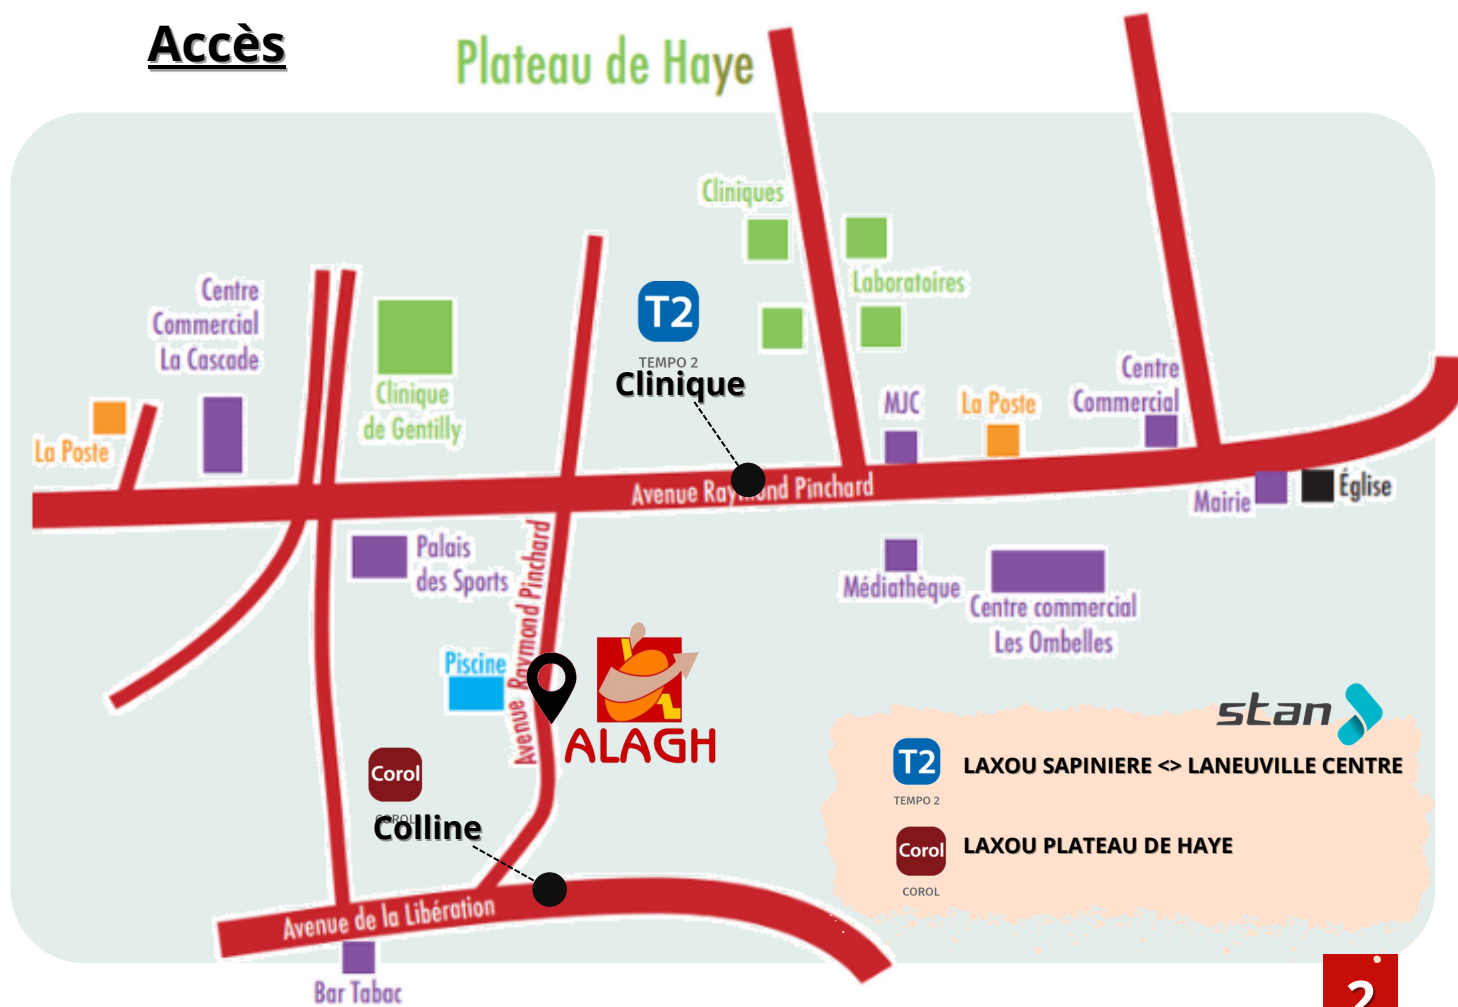 Accès
Plateau de Haye
Cliniques
Laboratoires
Centre
Commercial
La Cascade
T2
TEMPO 2
Clinique
La Poste
Clinique
de Gentilly
MJC
La Poste
Centre
Commercial
Avenue Raymond Pinchard
Mairie
Église
Palais
des Sports
Avenue Raymond Pinchard
Médiathèque
Centre commercial
Les Ombelles
Piscine
ALAGH
stan
Corol
COROL
Colline
T2
TEMPO 2
LAXOU SAPINIERE <> LANEUVILLE CENTRE
Corol
COROL
LAXOU PLATEAU DE HAYE
Avenue de la Libération
Bar Tabac
2